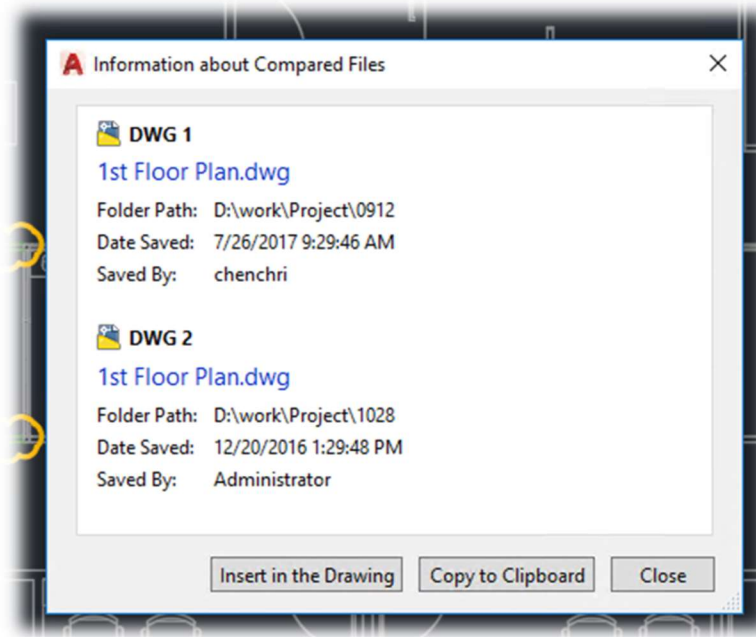 Information about Compared Files
DWG 1
1st Floor Plan.dwg
Folder Path: D:\work\Project\0912
Date Saved: 7/26/2017 9:29:46 AM
Saved By: chenchri
DWG 2
1st Floor Plan.dwg
Folder Path: D:\work\Project\1028
Date Saved: 12/20/2016 1:29:48 PM
Saved By: Administrator
Insert in the Drawing Copy to Clipboard Close